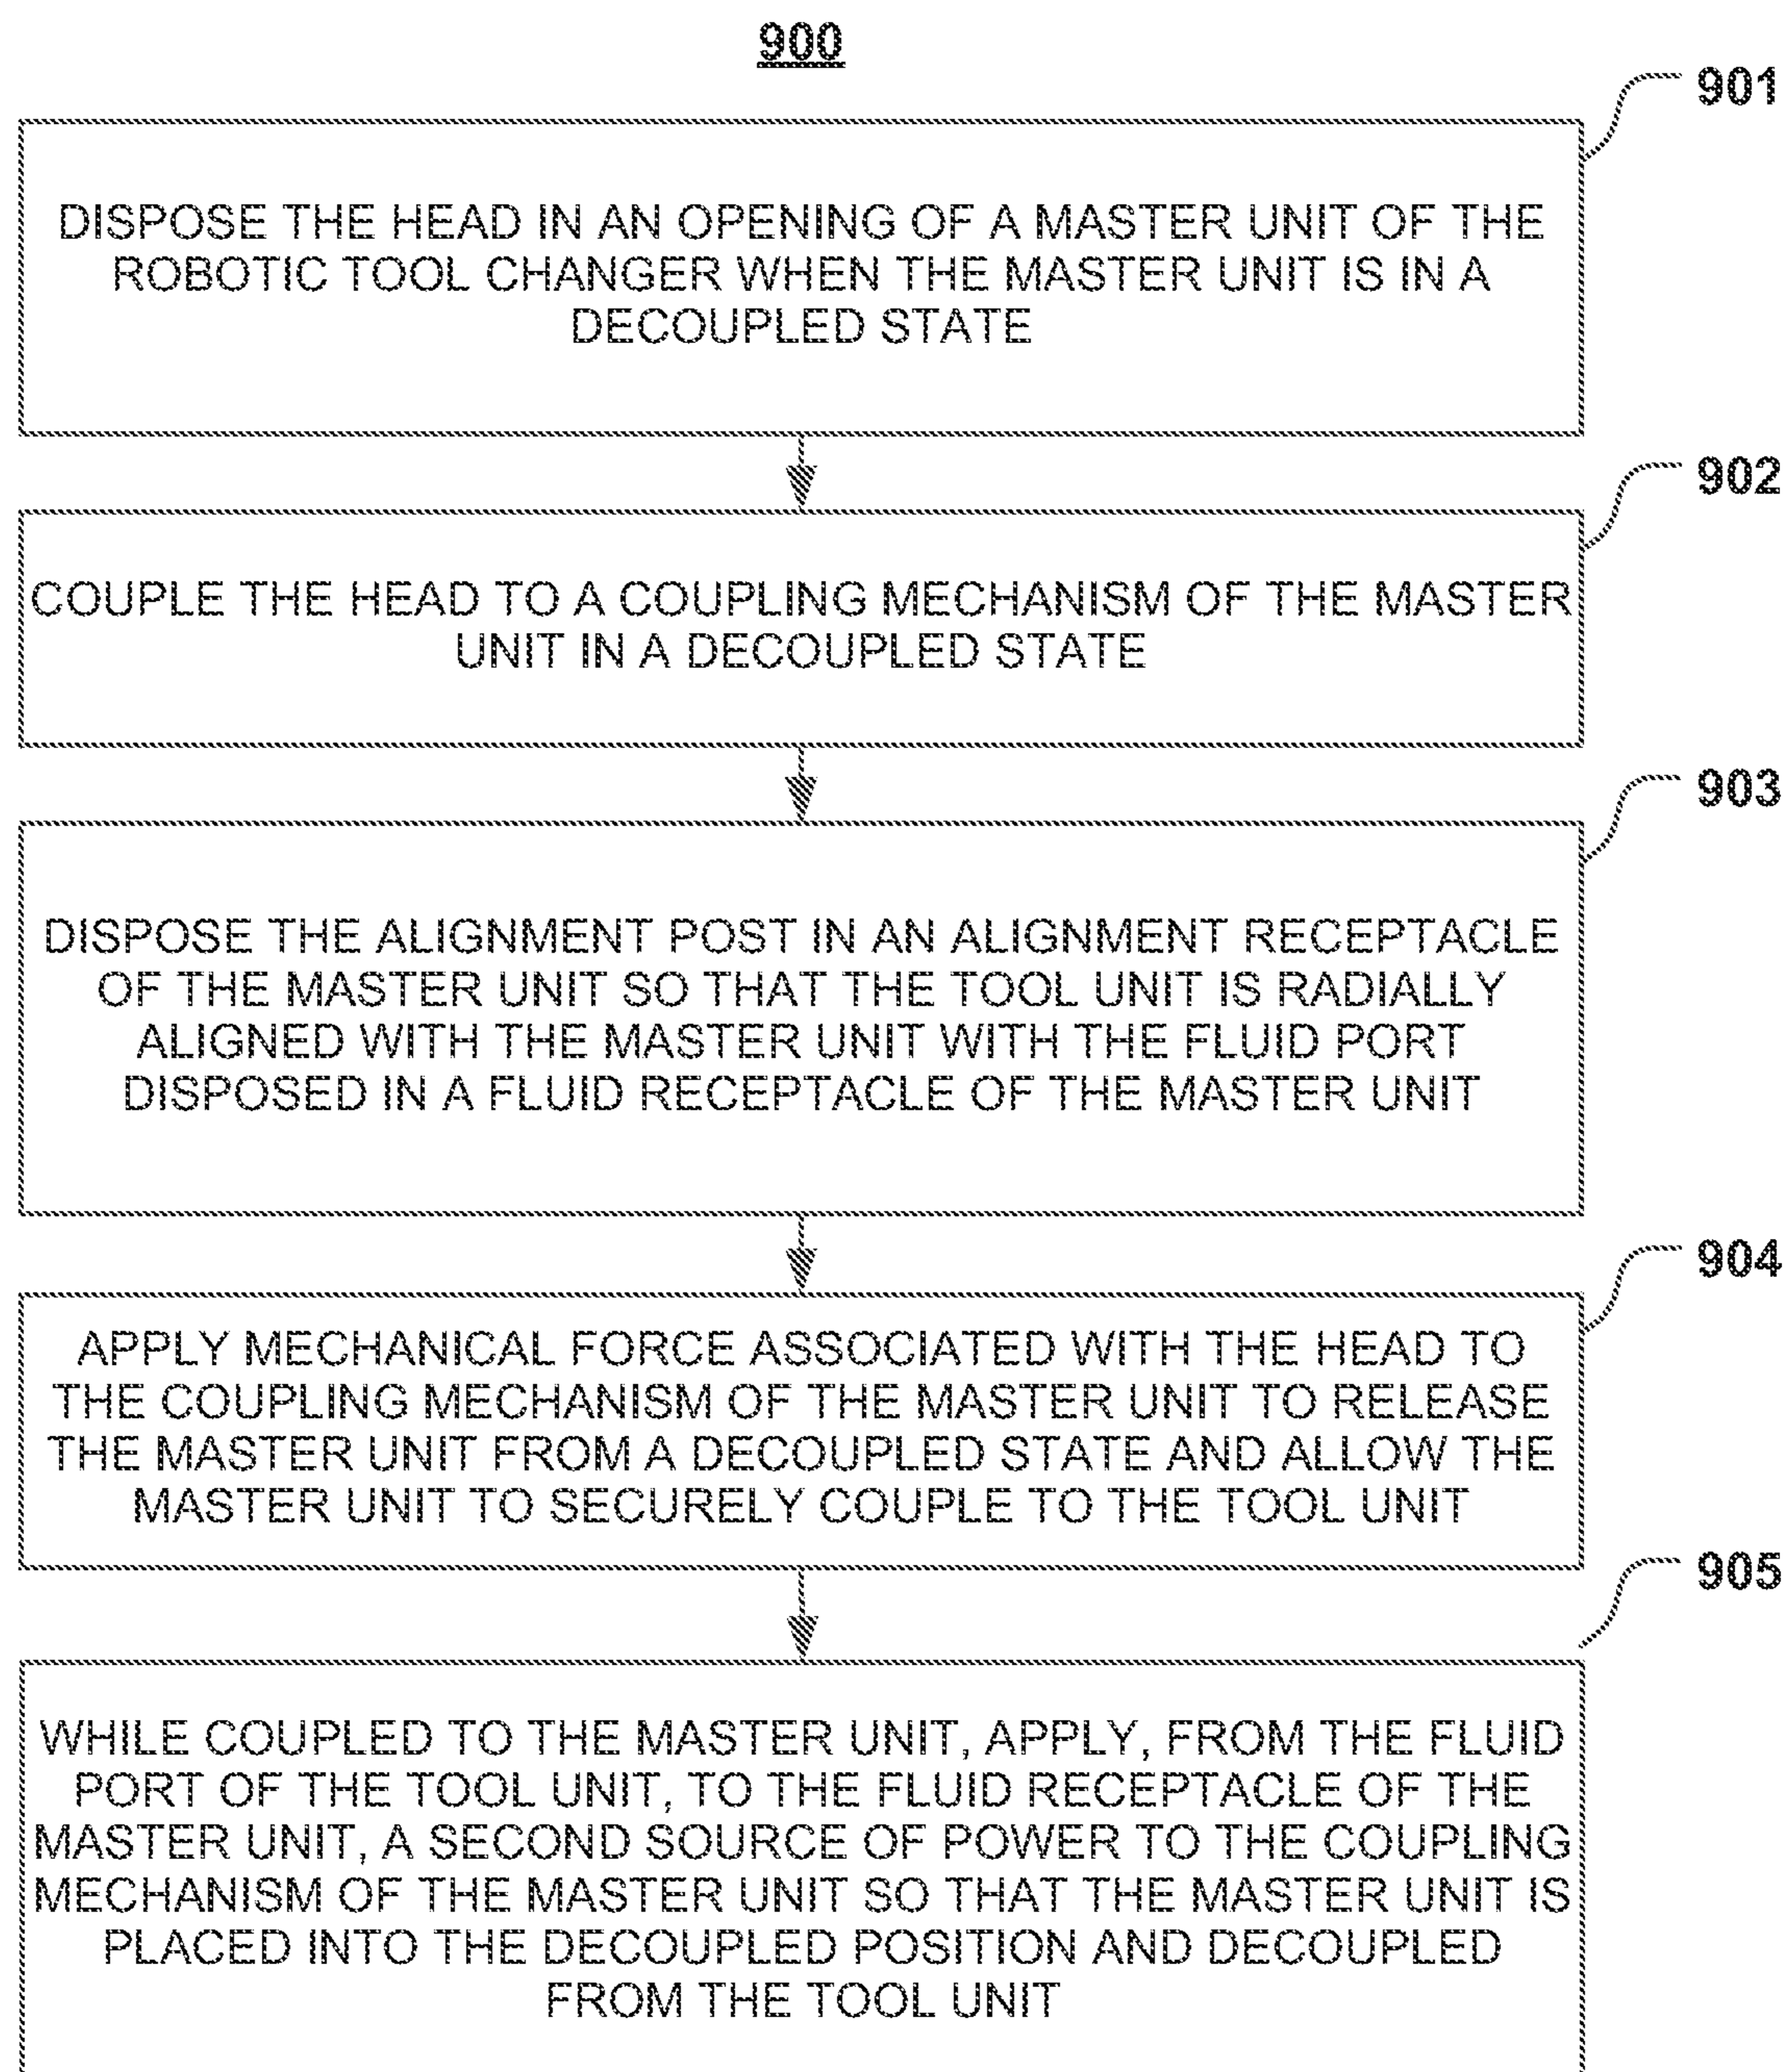 900
901
DISPOSE THE HEAD IN AN OPENING OF A MASTER UNIT OF THE
ROBOTIC TOOL CHANGER WHEN THE MASTER UNIT IS IN A
DECOUPLED STATE
902
COUPLE THE HEAD TO A COUPLING MECHANISM OF THE MASTER
UNIT IN A DECOUPLED STATE
903
DISPOSE THE ALIGNMENT POST IN AN ALIGNMENT RECEPTACLE
OF THE MASTER UNIT SO THAT THE TOOL UNIT IS RADIALLY
ALIGNED WITH THE MASTER UNIT WITH THE FLUID PORT
DISPOSED IN A FLUID RECEPTACLE OF THE MASTER UNIT
904
APPLY MECHANICAL FORCE ASSOCIATED WITH THE HEAD TO
THE COUPLING MECHANISM OF THE MASTER UNIT TO RELEASE
THE MASTER UNIT FROM A DECOUPLED STATE AND ALLOW THE
MASTER UNIT TO SECURELY COUPLE TO THE TOOL UNIT
905
WHILE COUPLED TO THE MASTER UNIT, APPLY, FROM THE FLUID
PORT OF THE TOOL UNIT, TO THE FLUID RECEPTACLE OF THE
MASTER UNIT, A SECOND SOURCE OF POWER TO THE COUPLING
MECHANISM OF THE MASTER UNIT SO THAT THE MASTER UNIT IS
PLACED INTO THE DECOUPLED POSITION AND DECOUPLED
FROM THE TOOL UNIT